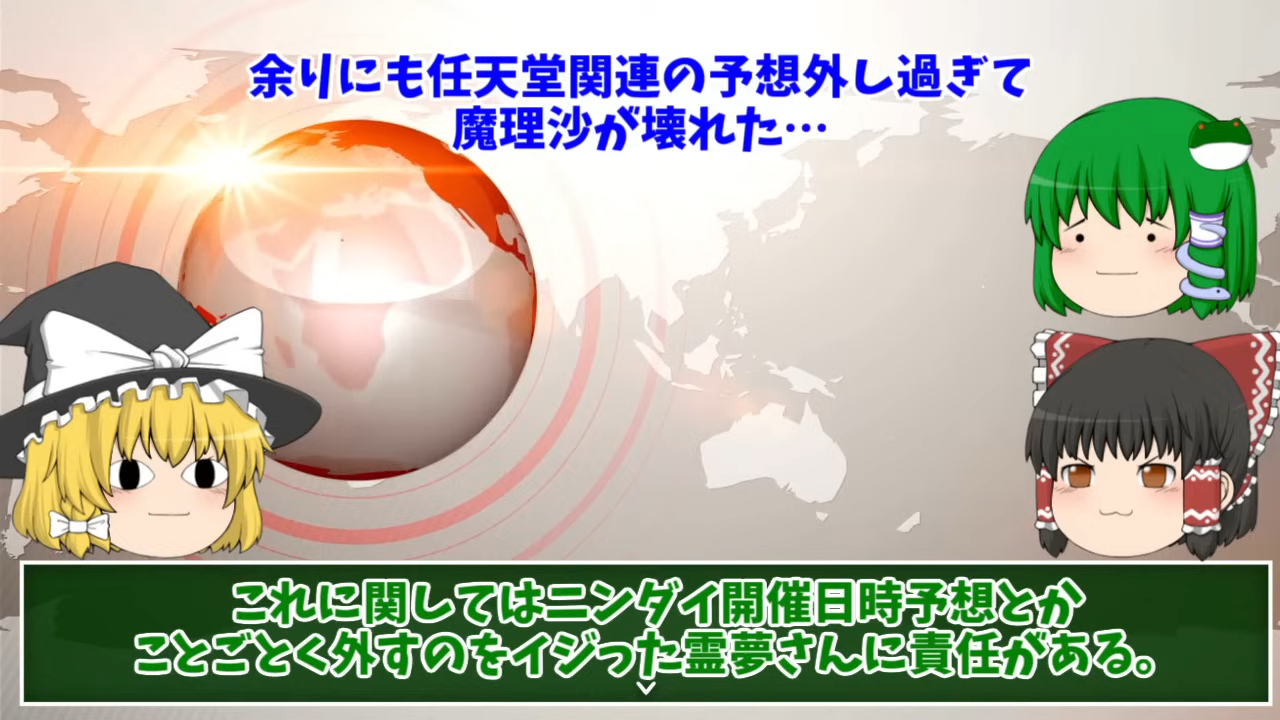 余りにも任天堂関連の予想外し過ぎて
魔理沙が壊れた…
これに関してはニンダイ開催日時予想とか
ことごとく外すのをイジった霊夢さんに責任がある。